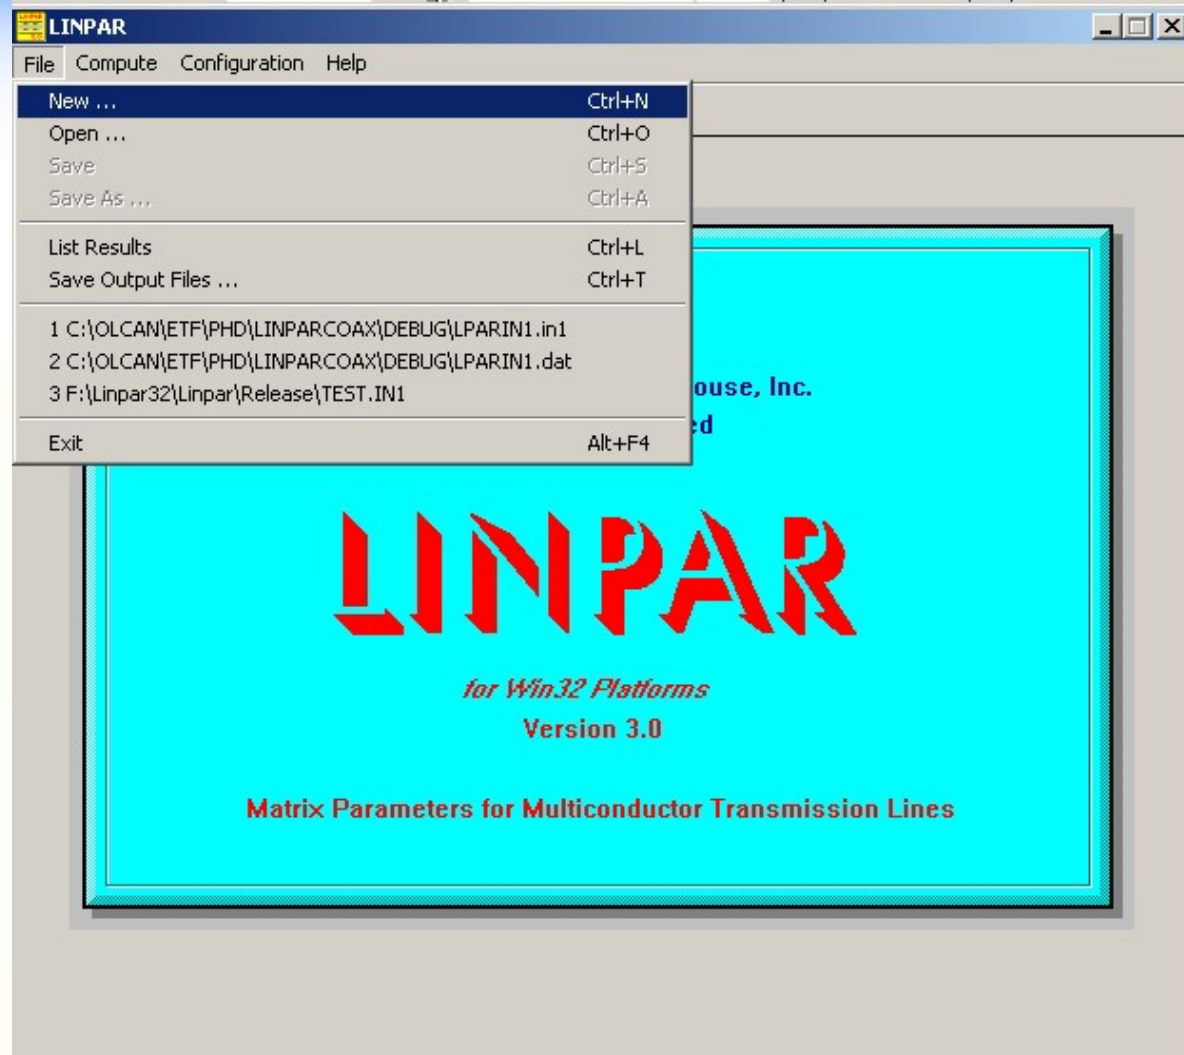 LINPAR
File Compute Configuration Help
New ... Ctrl+N
Open ... Ctrl+O
Save Ctrl+S
Save As ... Ctrl+A
List Results Ctrl+L
Save Output Files ... Ctrl+T
1 C:\OLCAN\ETF\PHD\LINPARCOAX\DEBUG\LPARIN1.in1
2 C:\OLCAN\ETF\PHD\LINPARCOAX\DEBUG\LPARIN1.dat
3 F:\Linpar32\Linpar\Release\TEST.IN1
Exit Alt+F4
ouse, Inc.
ed
LINPAR
for Win32 Platforms
Version 3.0
Matrix Parameters for Multiconductor Transmission Lines